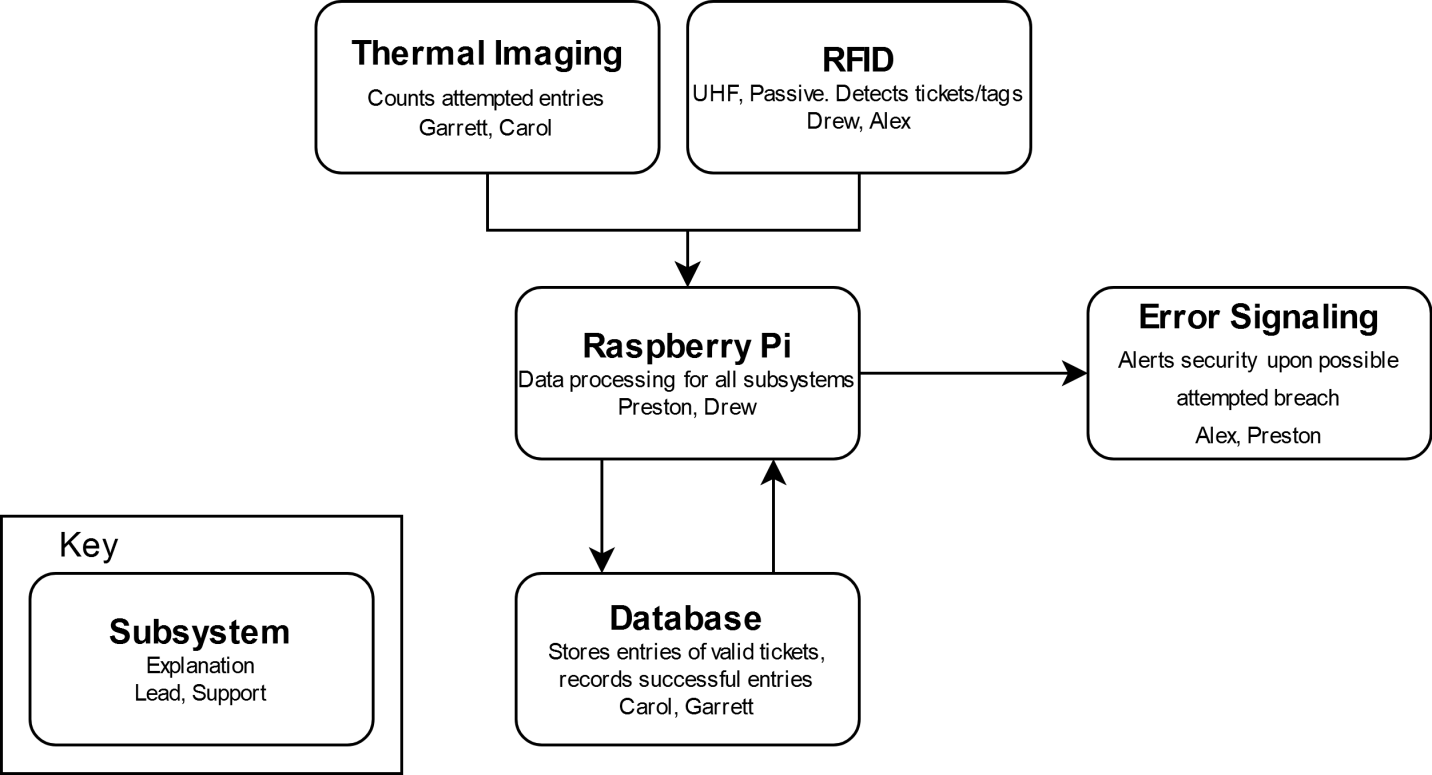 Thermal Imaging
Counts attempted entries
Garrett, Carol
RFID
UHF, Passive. Detects tickets/tags
Drew, Alex
Raspberry Pi
Data processing for all subsystems
Preston, Drew
Error Signaling
Alerts security upon possible
attempted breach
Alex, Preston
Key
Subsystem
Explanation
Lead, Support
Database
Stores entries of valid tickets,
records successful entries
Carol, Garrett